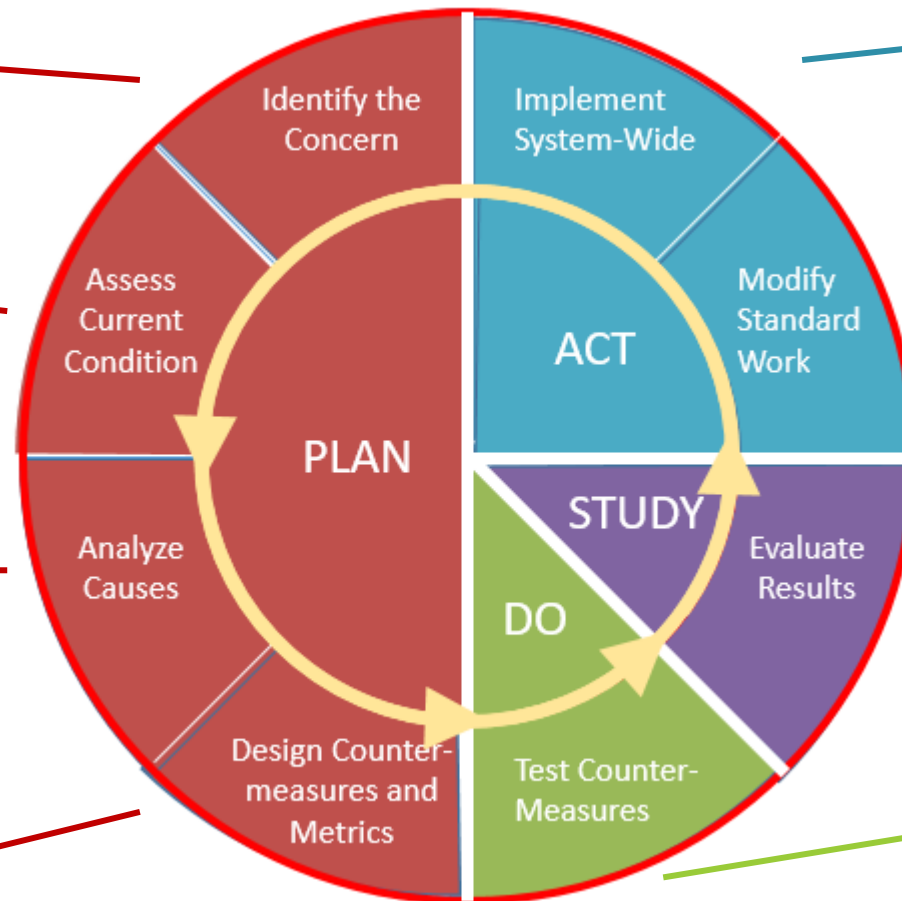 Identify the
Concern
Assess
Current
Condition
Analyze
Causes
Design Counter-
measures and
Metrics
PLAN
DO
Test Counter-
Measures
STUDY
Evaluate
Results
ACT
Modify
Standard
Work
Implement
System-Wide